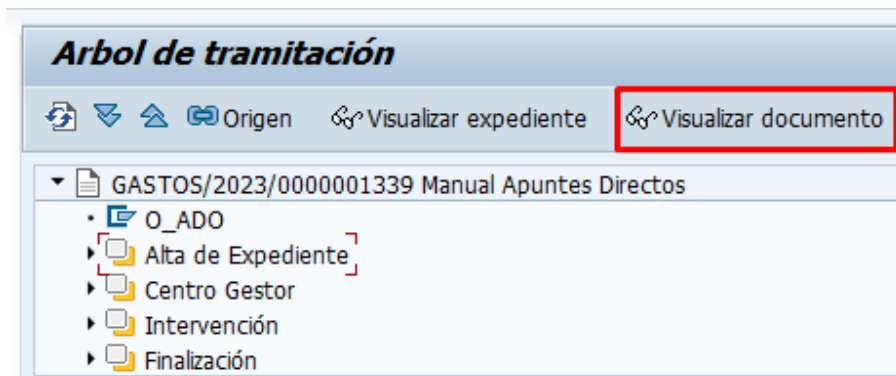 Arbol de tramitación
Origen Visualizar expediente Visualizar documento
GASTOS/2023/0000001339 Manual Apuntes Directos
O_ADO
Alta de Expediente
Centro Gestor
Intervención
Finalización